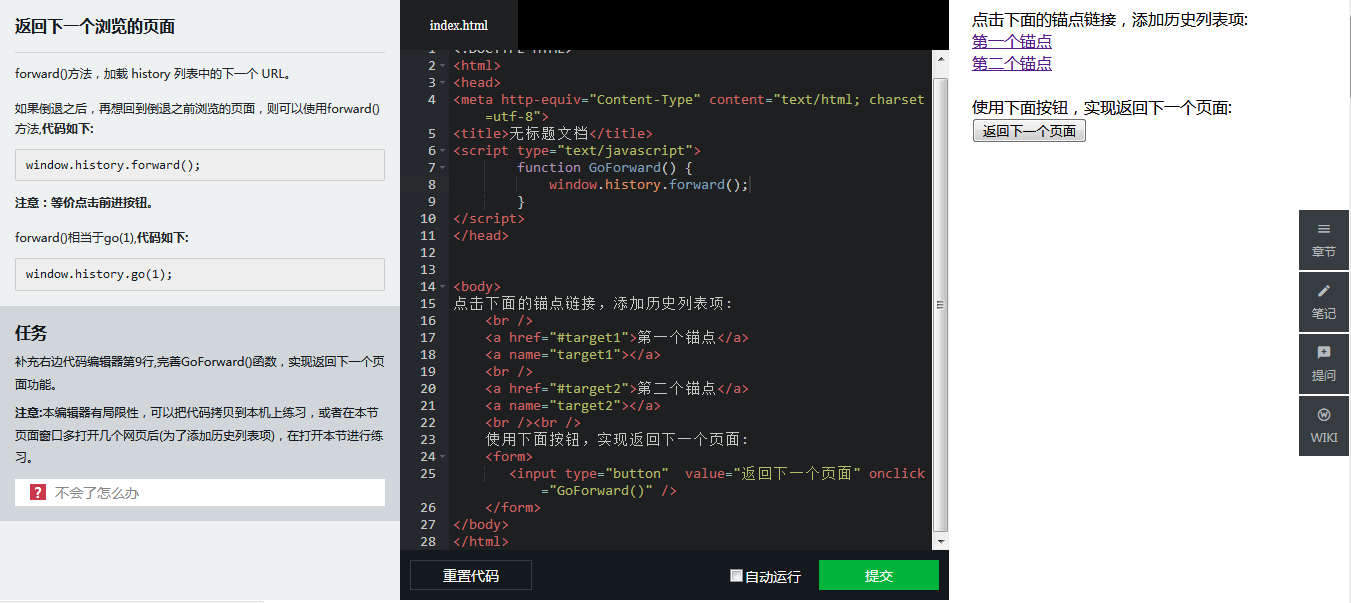 返回下一个浏览的页面
forward()方法，加载 history 列表中的下一个 URL。
如果倒退之后，再想回到倒退之前浏览的页面，则可以使用forward()
方法,代码如下:
window.history.forward();
注意：等价点击前进按钮。
forward()相当于go(1),代码如下:
window.history.go(1);
任务
补充右边代码编辑器第9行,完善GoForward()函数，实现返回下一个页
面功能。
注意:本编辑器有局限性，可以把代码拷贝到本机上练习，或者在本节
页面窗口多打开几个网页后(为了添加历史列表项)，在打开本节进行练
习。
? 不会了怎么办
index.html
1 <!DOCTYPE HTML>
2 <html>
3 <head>
4 <meta http-equiv="Content-Type" content="text/html; charset
=utf-8">
5 <title>无标题文档</title>
6 <script type="text/javascript">
7 function GoForward() {
8 window.history.forward();
9 }
10 </script>
11 </head>
12
13
14 <body>
15 点击下面的锚点链接，添加历史列表项:
16 <br />
17 <a href="#target1">第一个锚点</a>
18 <a name="target1"></a>
19 <br />
20 <a href="#target2">第二个锚点</a>
21 <a name="target2"></a>
22 <br /><br />
23 使用下面按钮，实现返回下一个页面:
24 <form>
25 <input type="button"  value="返回下一个页面" onclick
="GoForward()" />
26 </form>
27 </body>
28 </html>
重置代码
自动运行
提交
点击下面的锚点链接，添加历史列表项:
第一个锚点
第二个锚点
使用下面按钮，实现返回下一个页面:
返回下一个页面
章节
笔记
提问
WIKI